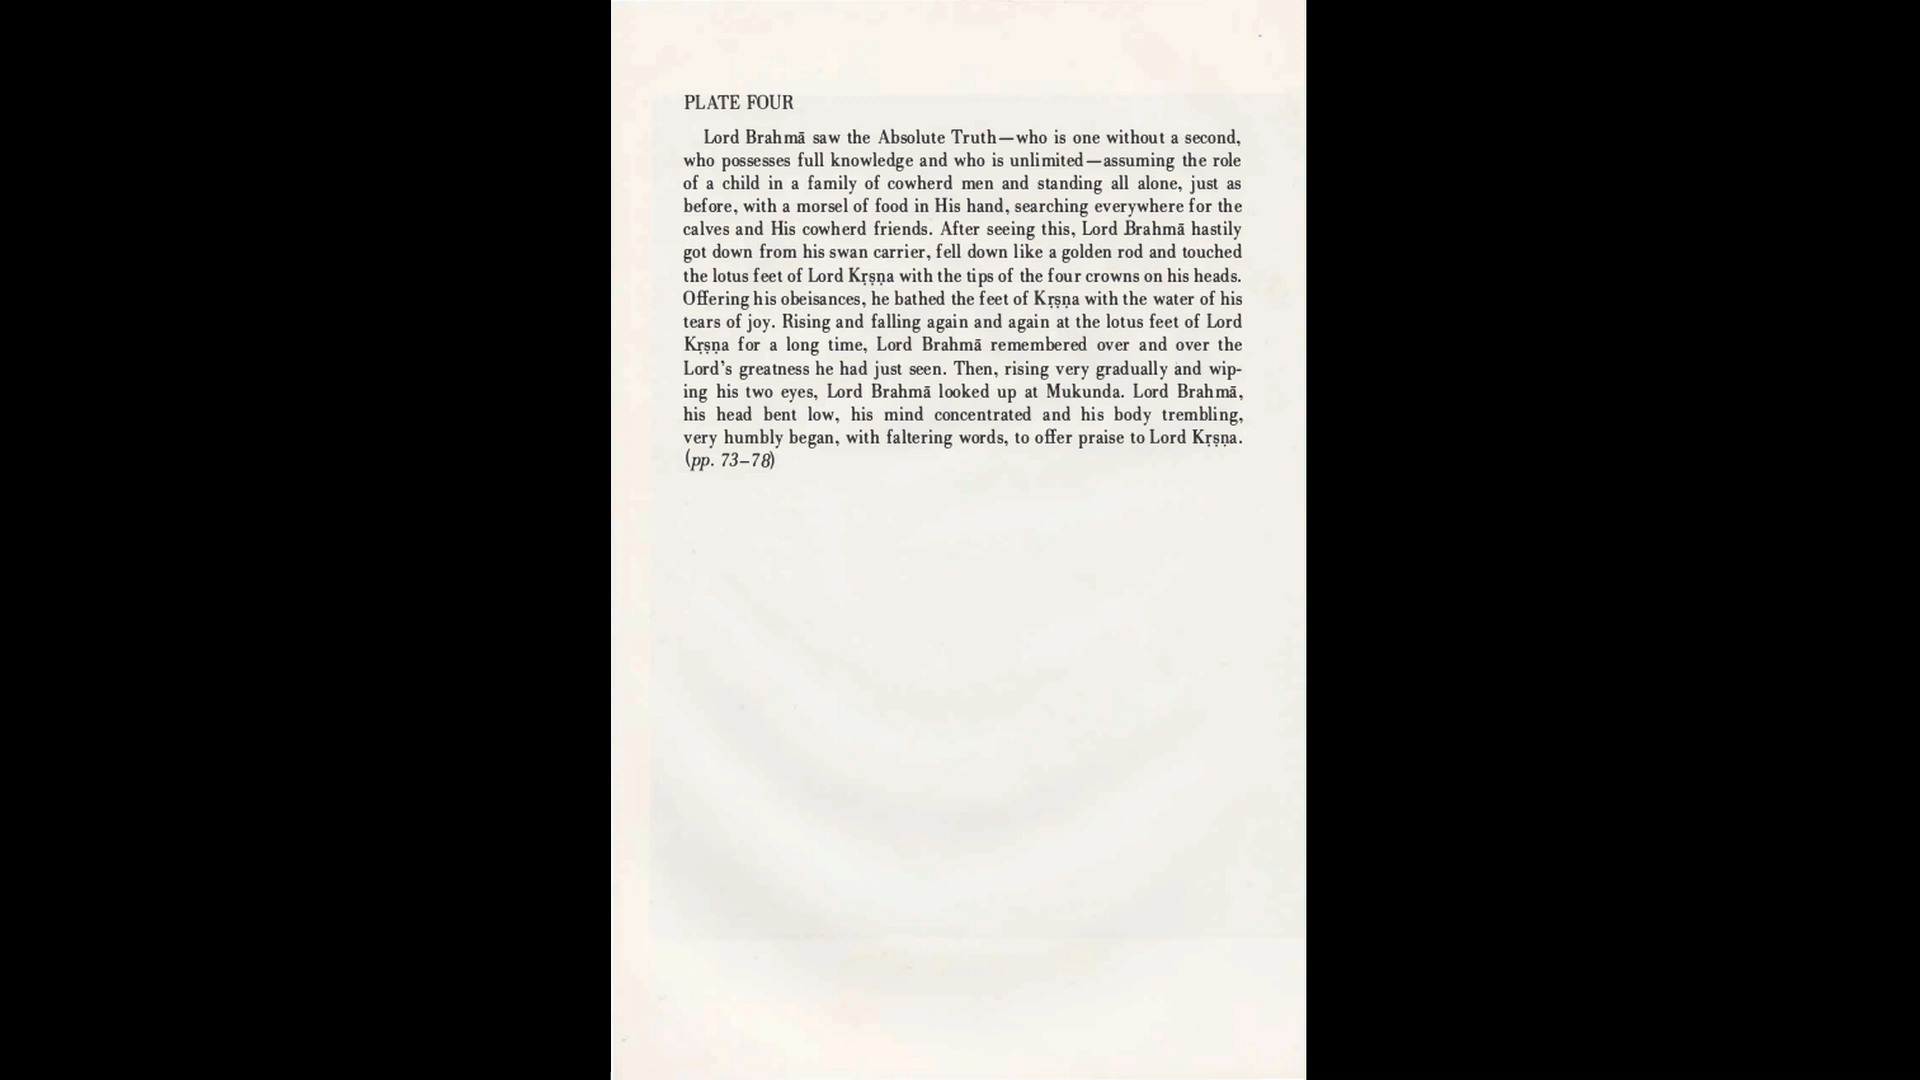 PLATE FOUR
Lord Brahmā saw the Absolute Truth—who is one without a second,
who possesses full knowledge and who is unlimited—assuming the role
of a child in a family of cowherd men and standing all alone, just as
before, with a morsel of food in His hand, searching everywhere for the
calves and His cowherd friends. After seeing this, Lord Brahmā hastily
got down from his swan carrier, fell down like a golden rod and touched
the lotus feet of Lord Kṛṣṇa with the tips of the four crowns on his heads.
Offering his obeisances, he bathed the feet of Kṛṣṇa with the water of his
tears of joy. Rising and falling again and again at the lotus feet of Lord
Kṛṣṇa for a long time, Lord Brahmā remembered over and over the
Lord's greatness he had just seen. Then, rising very gradually and wip-
ing his two eyes, Lord Brahmā looked up at Mukunda. Lord Brahmā,
his head bent low, his mind concentrated and his body trembling,
very humbly began, with faltering words, to offer praise to Lord Kṛṣṇa.
(pp. 73–78)